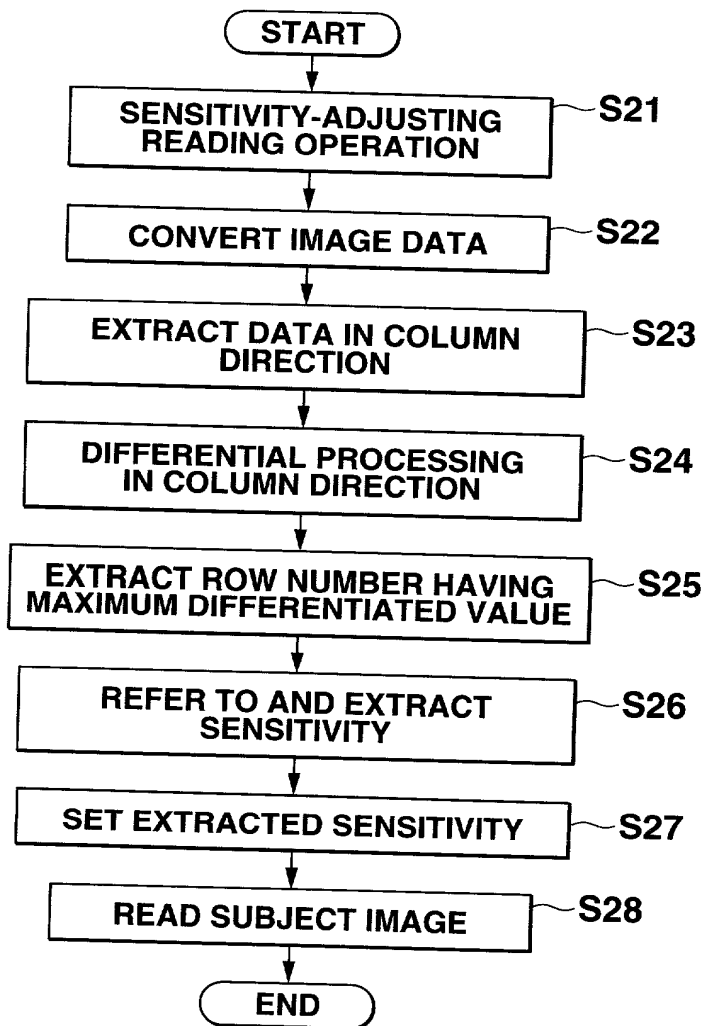 START
SENSITIVITY-ADJUSTING
READING OPERATION
S21
CONVERT IMAGE DATA
S22
EXTRACT DATA IN COLUMN
DIRECTION
S23
DIFFERENTIAL PROCESSING
IN COLUMN DIRECTION
S24
EXTRACT ROW NUMBER HAVING
MAXIMUM DIFFERENTIATED VALUE
S25
REFER TO AND EXTRACT
SENSITIVITY
S26
SET EXTRACTED SENSITIVITY
S27
READ SUBJECT IMAGE
S28
END